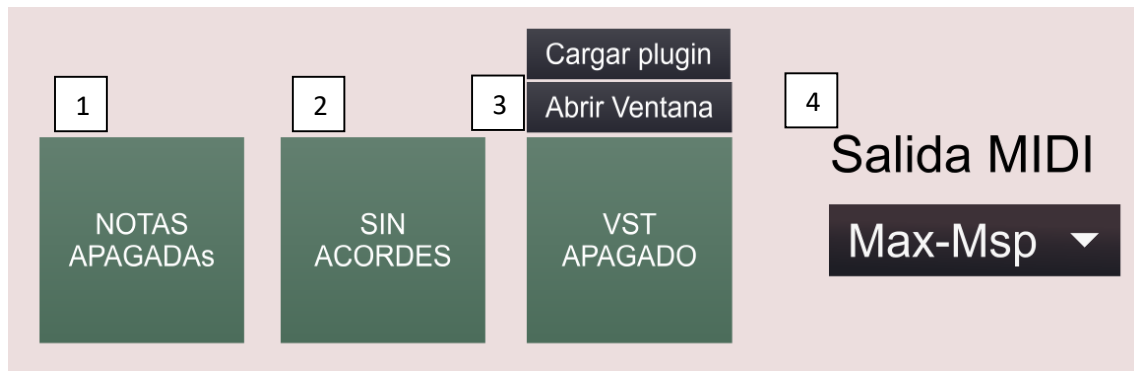 Cargar plugin
1
2
3
Abrir Ventana
4
Salida MIDI
NOTAS
APAGADAs
SIN
ACORDES
VST
APAGADO
Max-Msp